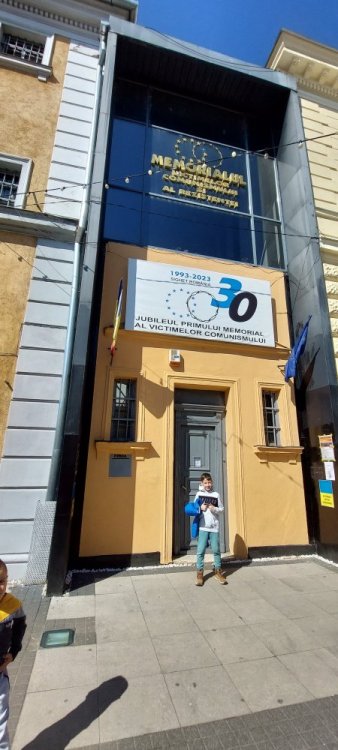 MEMORIALUL
VICTIMELOR
COMUNISMULUI
ȘI
AL REZISTENȚEI
1993-2023
SIGHET ROMÂNIA
30
JUBILEUL PRIMULUI MEMORIAL
AL VICTIMELOR COMUNISMULUI